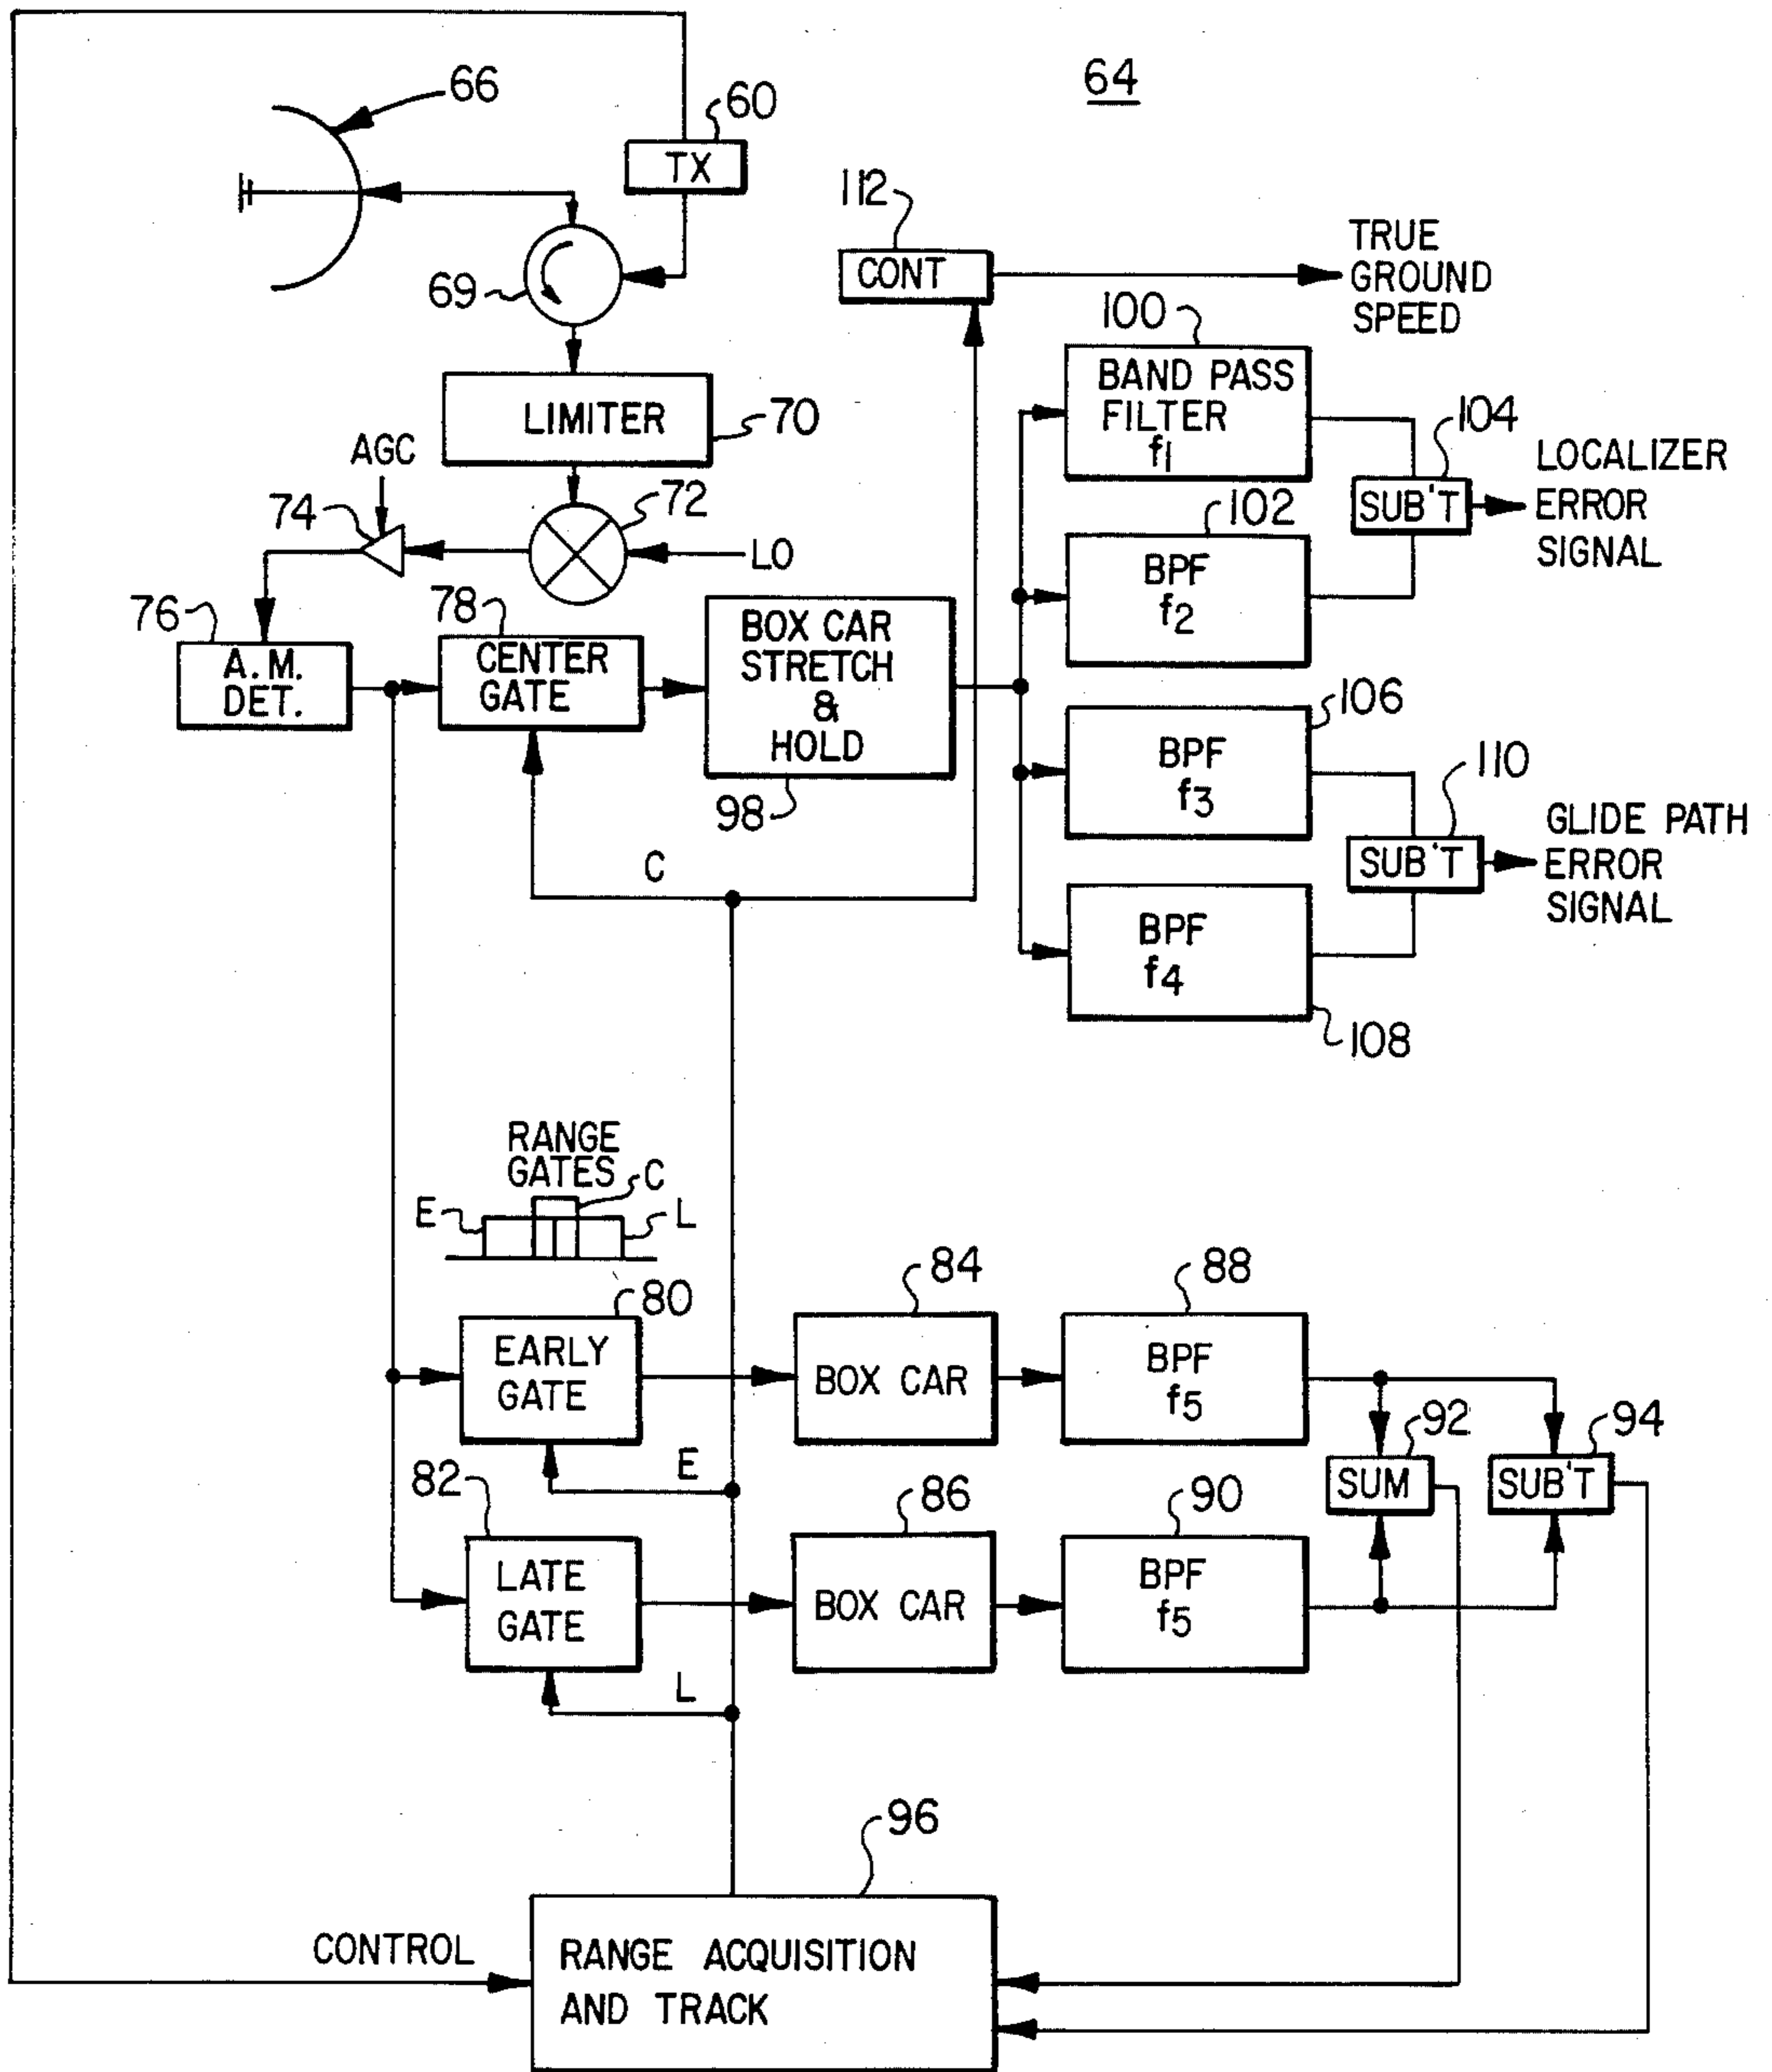 64
66
60
TX
112
CONT
TRUE
GROUND
SPEED
69
100
BAND PASS
FILTER
f1
LIMITER
70
104
SUB'T
LOCALIZER
ERROR
SIGNAL
AGC
74
72
LO
102
BPF
f2
76
A.M.
DET.
78
CENTER
GATE
BOX CAR
STRETCH
&
HOLD
98
106
BPF
f3
110
SUB'T
GLIDE PATH
ERROR
SIGNAL
C
BPF
f4
108
RANGE
GATES
C
E
L
80
EARLY
GATE
84
BOX CAR
88
BPF
f5
92
SUM
94
SUB'T
E
82
LATE
GATE
86
BOX CAR
90
BPF
f5
L
96
CONTROL
RANGE ACQUISITION
AND TRACK